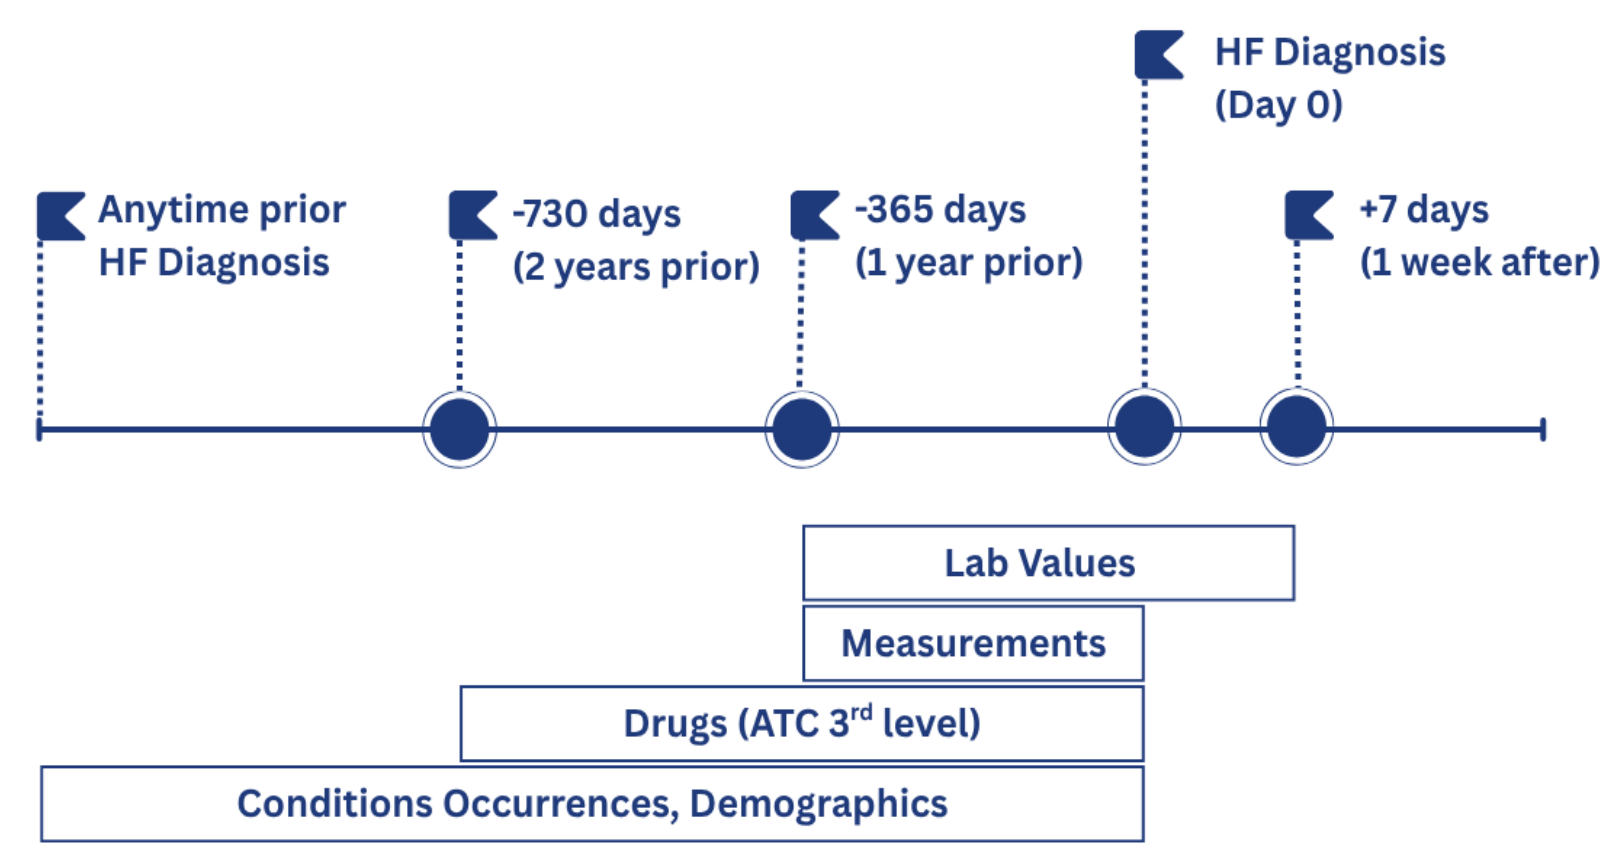 HF Diagnosis
(Day 0)
Anytime prior
HF Diagnosis
-730 days
(2 years prior)
-365 days
(1 year prior)
+7 days
(1 week after)
Lab Values
Measurements
Drugs (ATC 3rd level)
Conditions Occurrences, Demographics